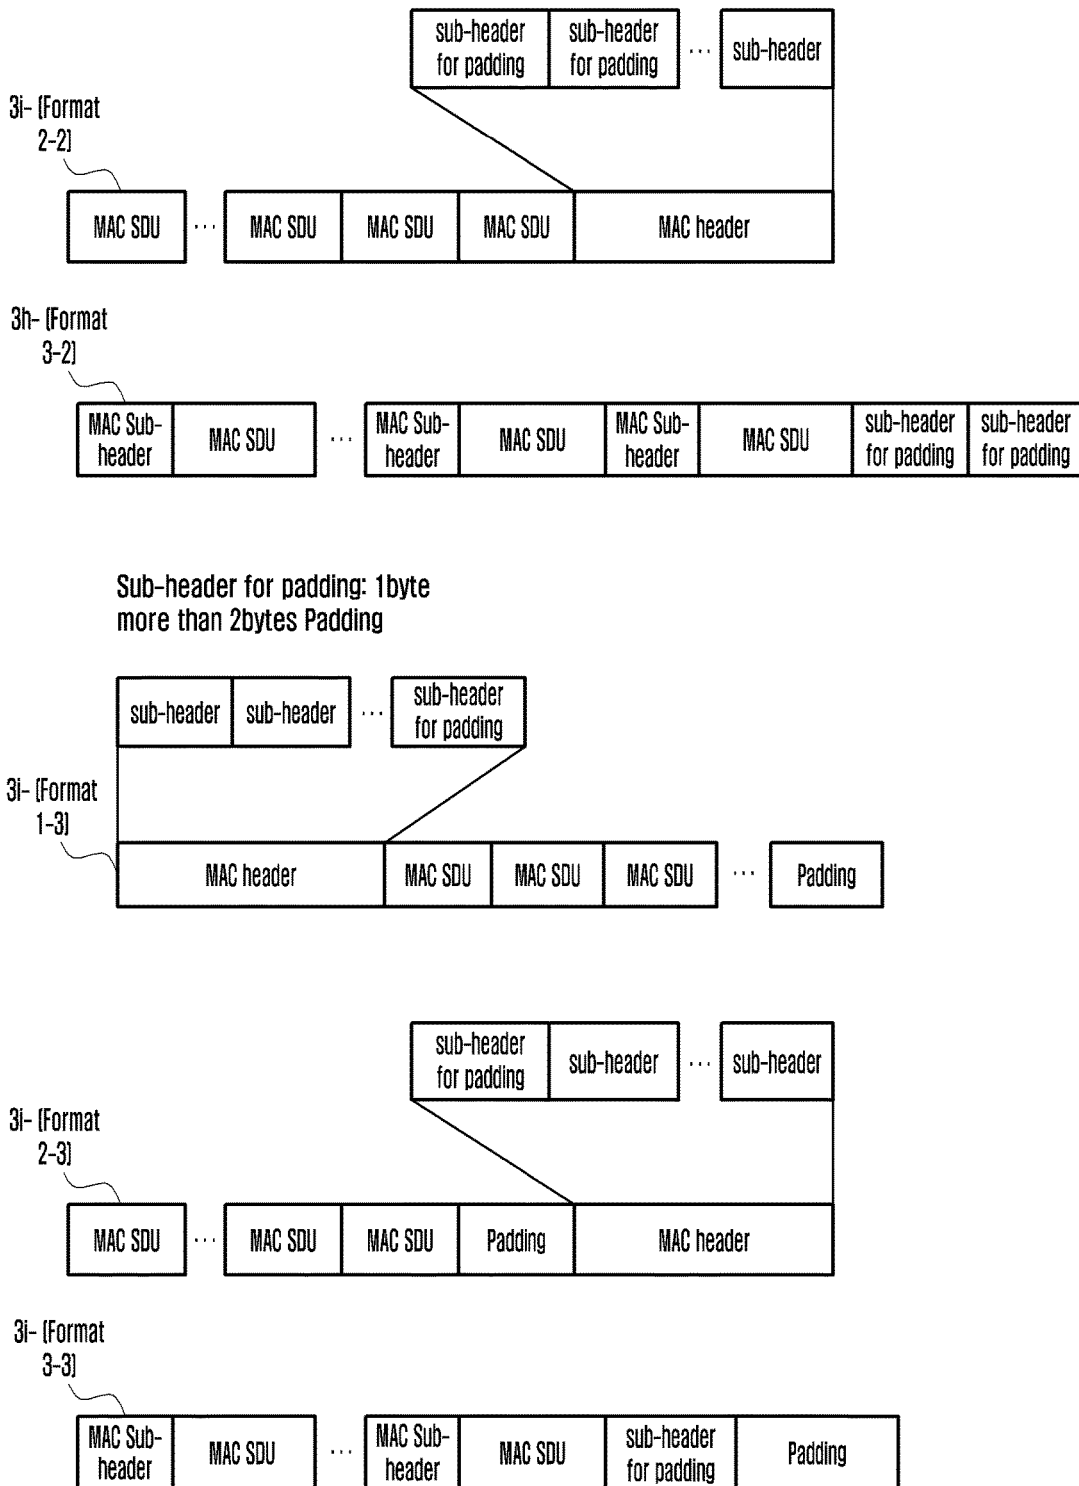 sub-header for padding
sub-header for padding
...
sub-header
3i- [Format 2-2]
MAC SDU
...
MAC SDU
MAC SDU
MAC SDU
MAC header
3h- [Format 3-2]
MAC Sub-header
MAC SDU
...
MAC Sub-header
MAC SDU
MAC Sub-header
MAC SDU
sub-header for padding
sub-header for padding
Sub-header for padding: 1byte
more than 2bytes Padding
sub-header
sub-header
...
sub-header for padding
3i- [Format 1-3]
MAC header
MAC SDU
MAC SDU
MAC SDU
...
Padding
sub-header for padding
sub-header
...
sub-header
3i- [Format 2-3]
MAC SDU
...
MAC SDU
MAC SDU
Padding
MAC header
3i- [Format 3-3]
MAC Sub-header
MAC SDU
...
MAC Sub-header
MAC SDU
sub-header for padding
Padding